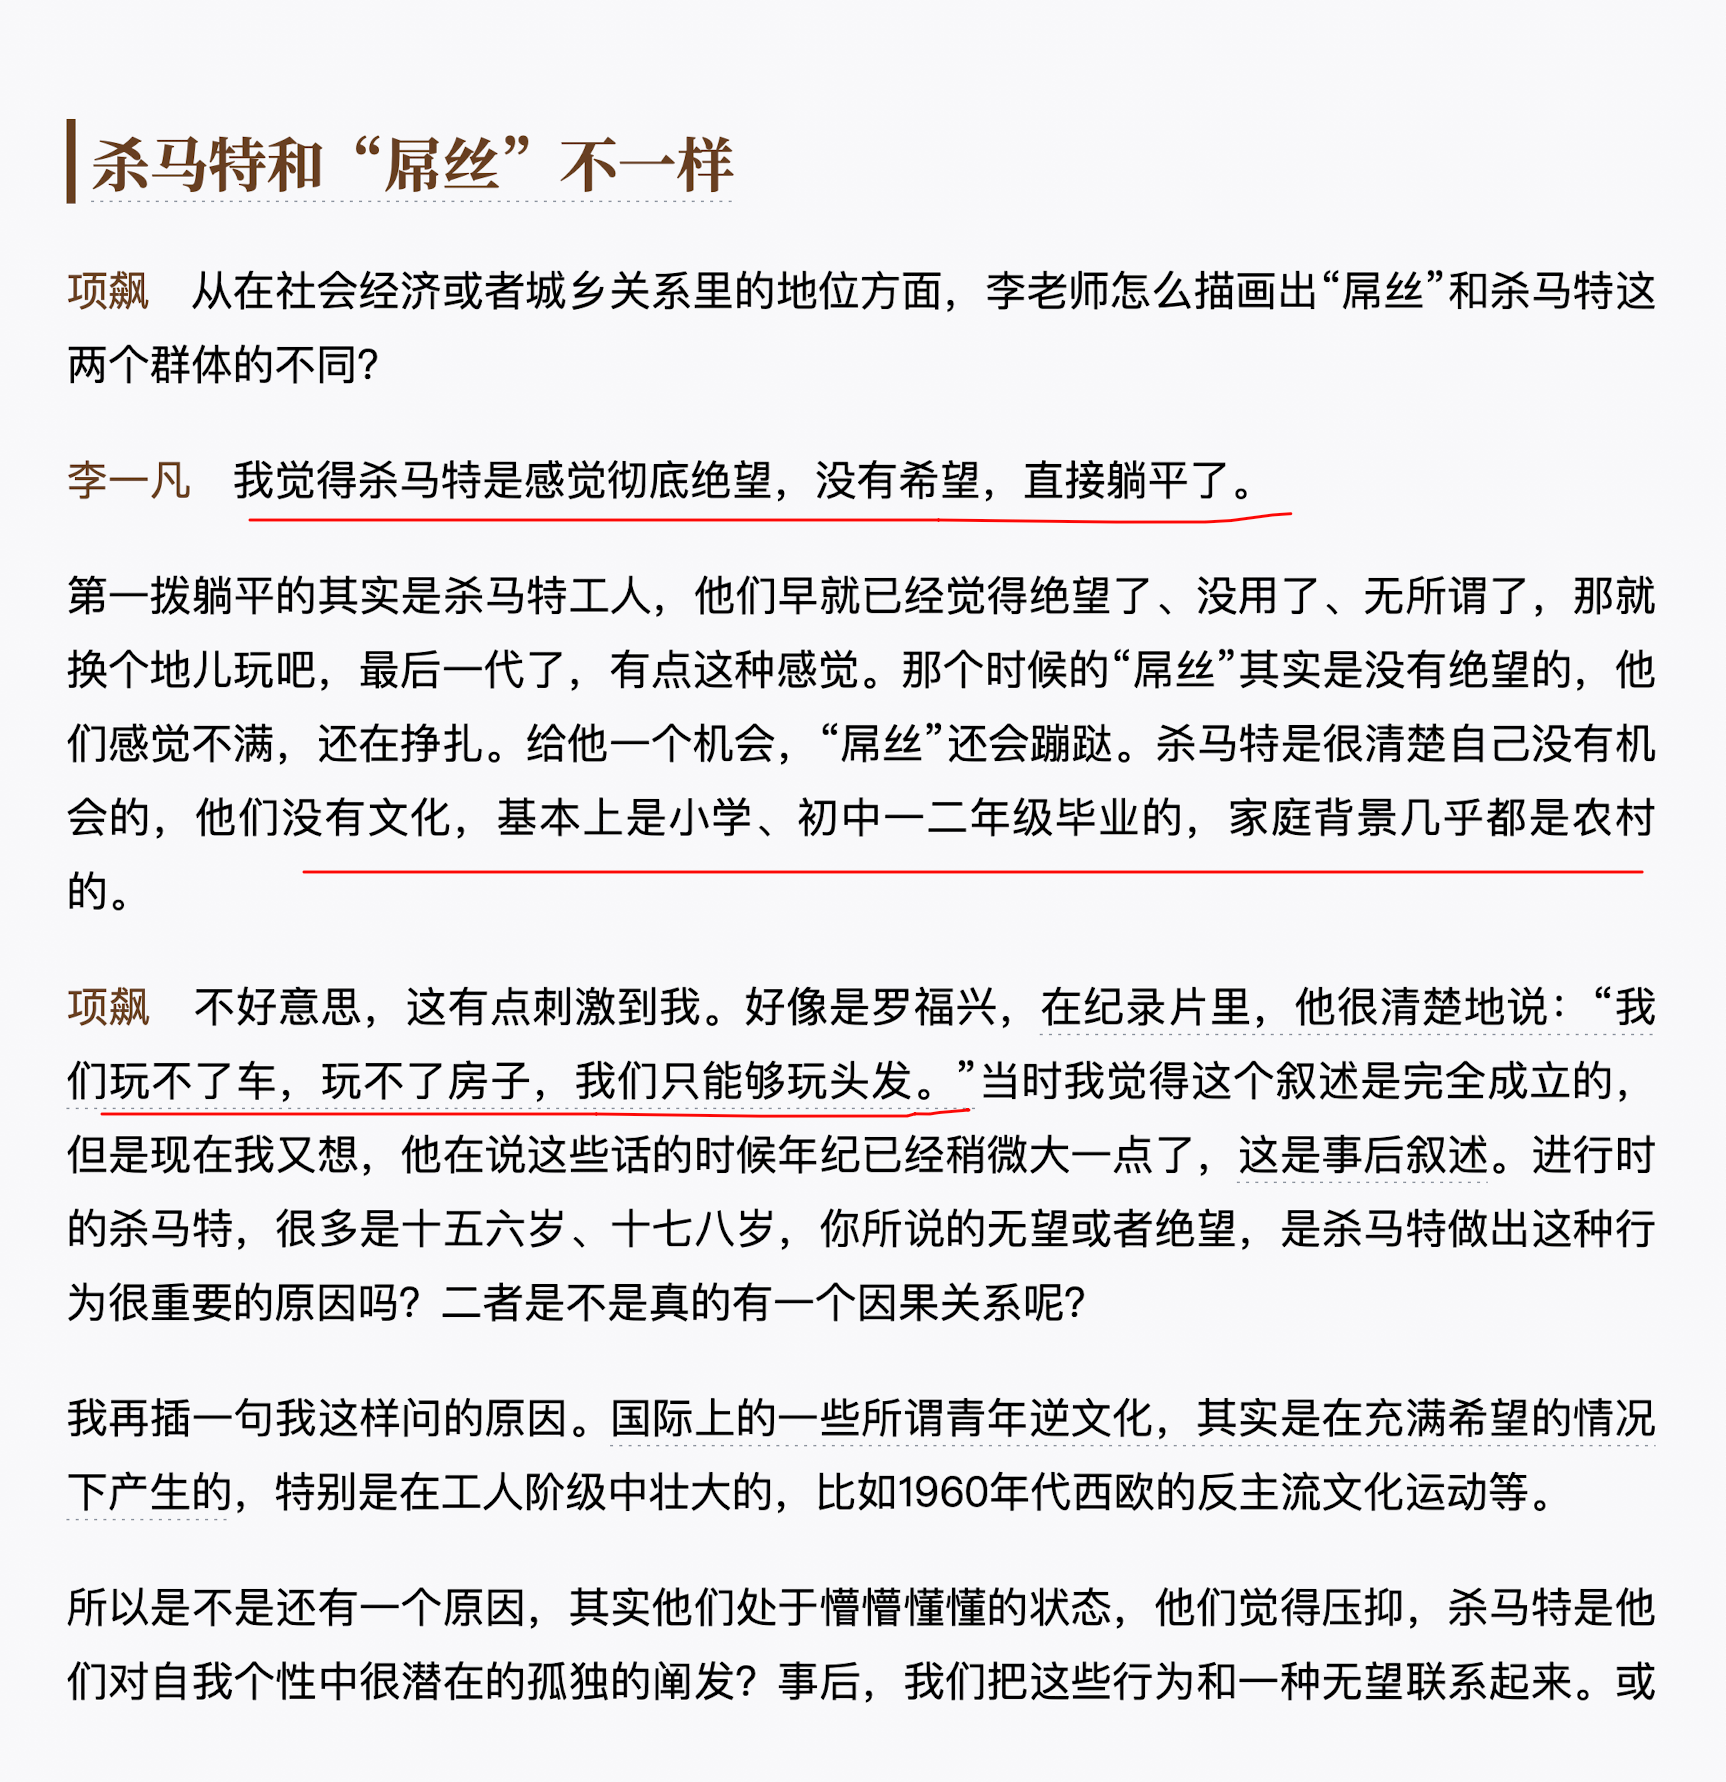 杀马特和“屌丝”不一样
项飙 从在社会经济或者城乡关系里的地位方面，李老师怎么描画出“屌丝”和杀马特这
两个群体的不同？
李一凡 我觉得杀马特是感觉彻底绝望，没有希望，直接躺平了。
第一拨躺平的其实是杀马特工人，他们早就已经觉得绝望了、没用了、无所谓了，那就
换个地儿玩吧，最后一代了，有点这种感觉。那个时候的“屌丝”其实是没有绝望的，他
们感觉不满，还在挣扎。给他一个机会，“屌丝”还会蹦跶。杀马特是很清楚自己没有机
会的，他们没有文化，基本上是小学、初中一二年级毕业的，家庭背景几乎都是农村
的。
项飙 不好意思，这有点刺激到我。好像是罗福兴，在纪录片里，他很清楚地说：“我
们玩不了车，玩不了房子，我们只能够玩头发。”当时我觉得这个叙述是完全成立的，
但是现在我又想，他在说这些话的时候年纪已经稍微大一点了，这是事后叙述。进行时
的杀马特，很多是十五六岁、十七八岁，你所说的无望或者绝望，是杀马特做出这种行
为很重要的原因吗？二者是不是真的有一个因果关系呢？
我再插一句我这样问的原因。国际上的一些所谓青年逆文化，其实是在充满希望的情况
下产生的，特别是在工人阶级中壮大的，比如1960年代西欧的反主流文化运动等。
所以是不是还有一个原因，其实他们处于懵懵懂懂的状态，他们觉得压抑，杀马特是他
们对自我个性中很潜在的孤独的阐发？事后，我们把这些行为和一种无望联系起来。或